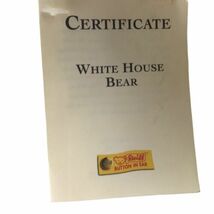 CERTIFICATE
WHITE HOUSE
BEAR
Steiff
BUTTON IN EAR